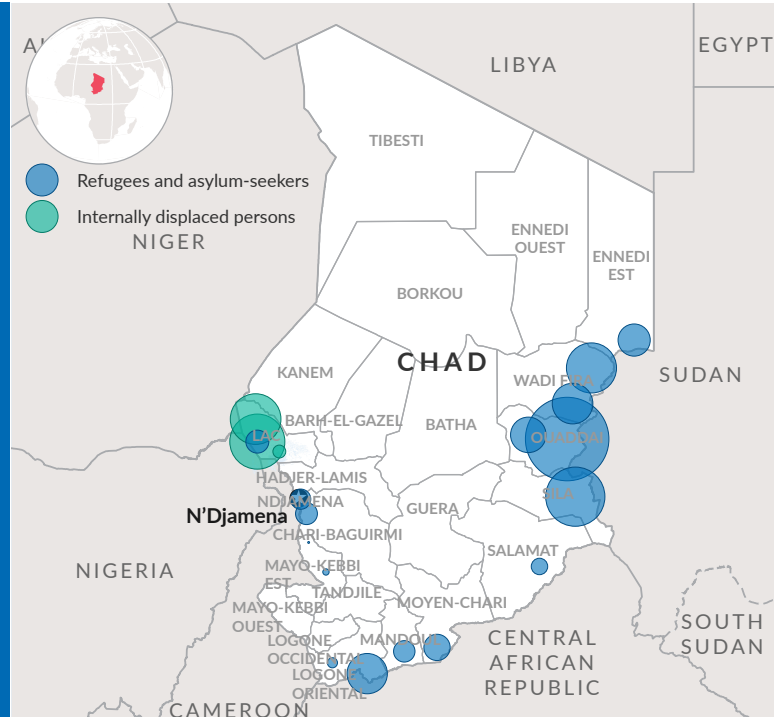 EGYPT
LIBYA
TIBESTI
Refugees and asylum-seekers
Internally displaced persons
NIGER
ENNEDI
OUEST
ENNEDI
EST
BORKOU
CHAD
KANEM
WADI FIRA
SUDAN
BARH-EL-GAZEL
BATHA
LAC
OUADDAI
HADJER-LAMIS
SILA
NDJAMENA
N'Djamena
GUERA
CHARI-BAGUIRMI
SALAMAT
NIGERIA
MAYO-KEBBI
EST
TANDJILE
MOYEN-CHARI
MAYO-KEBBI
OUEST
SOUTH
SUDAN
LOGONE
OCCIDENTAL
MANDOUL
CENTRAL
AFRICAN
REPUBLIC
LOGONE
ORIENTAL
CAMEROON